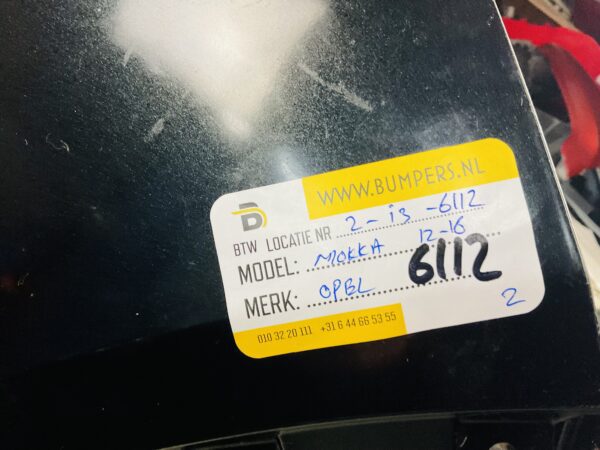 WWW.BUMPERS.NL
BTW LOCATIE NR 2-i3-6112
MODEL: MOKKA 12-16
6112
MERK: OPEL
2
010 32 20 111 +31 6 44 66 53 55